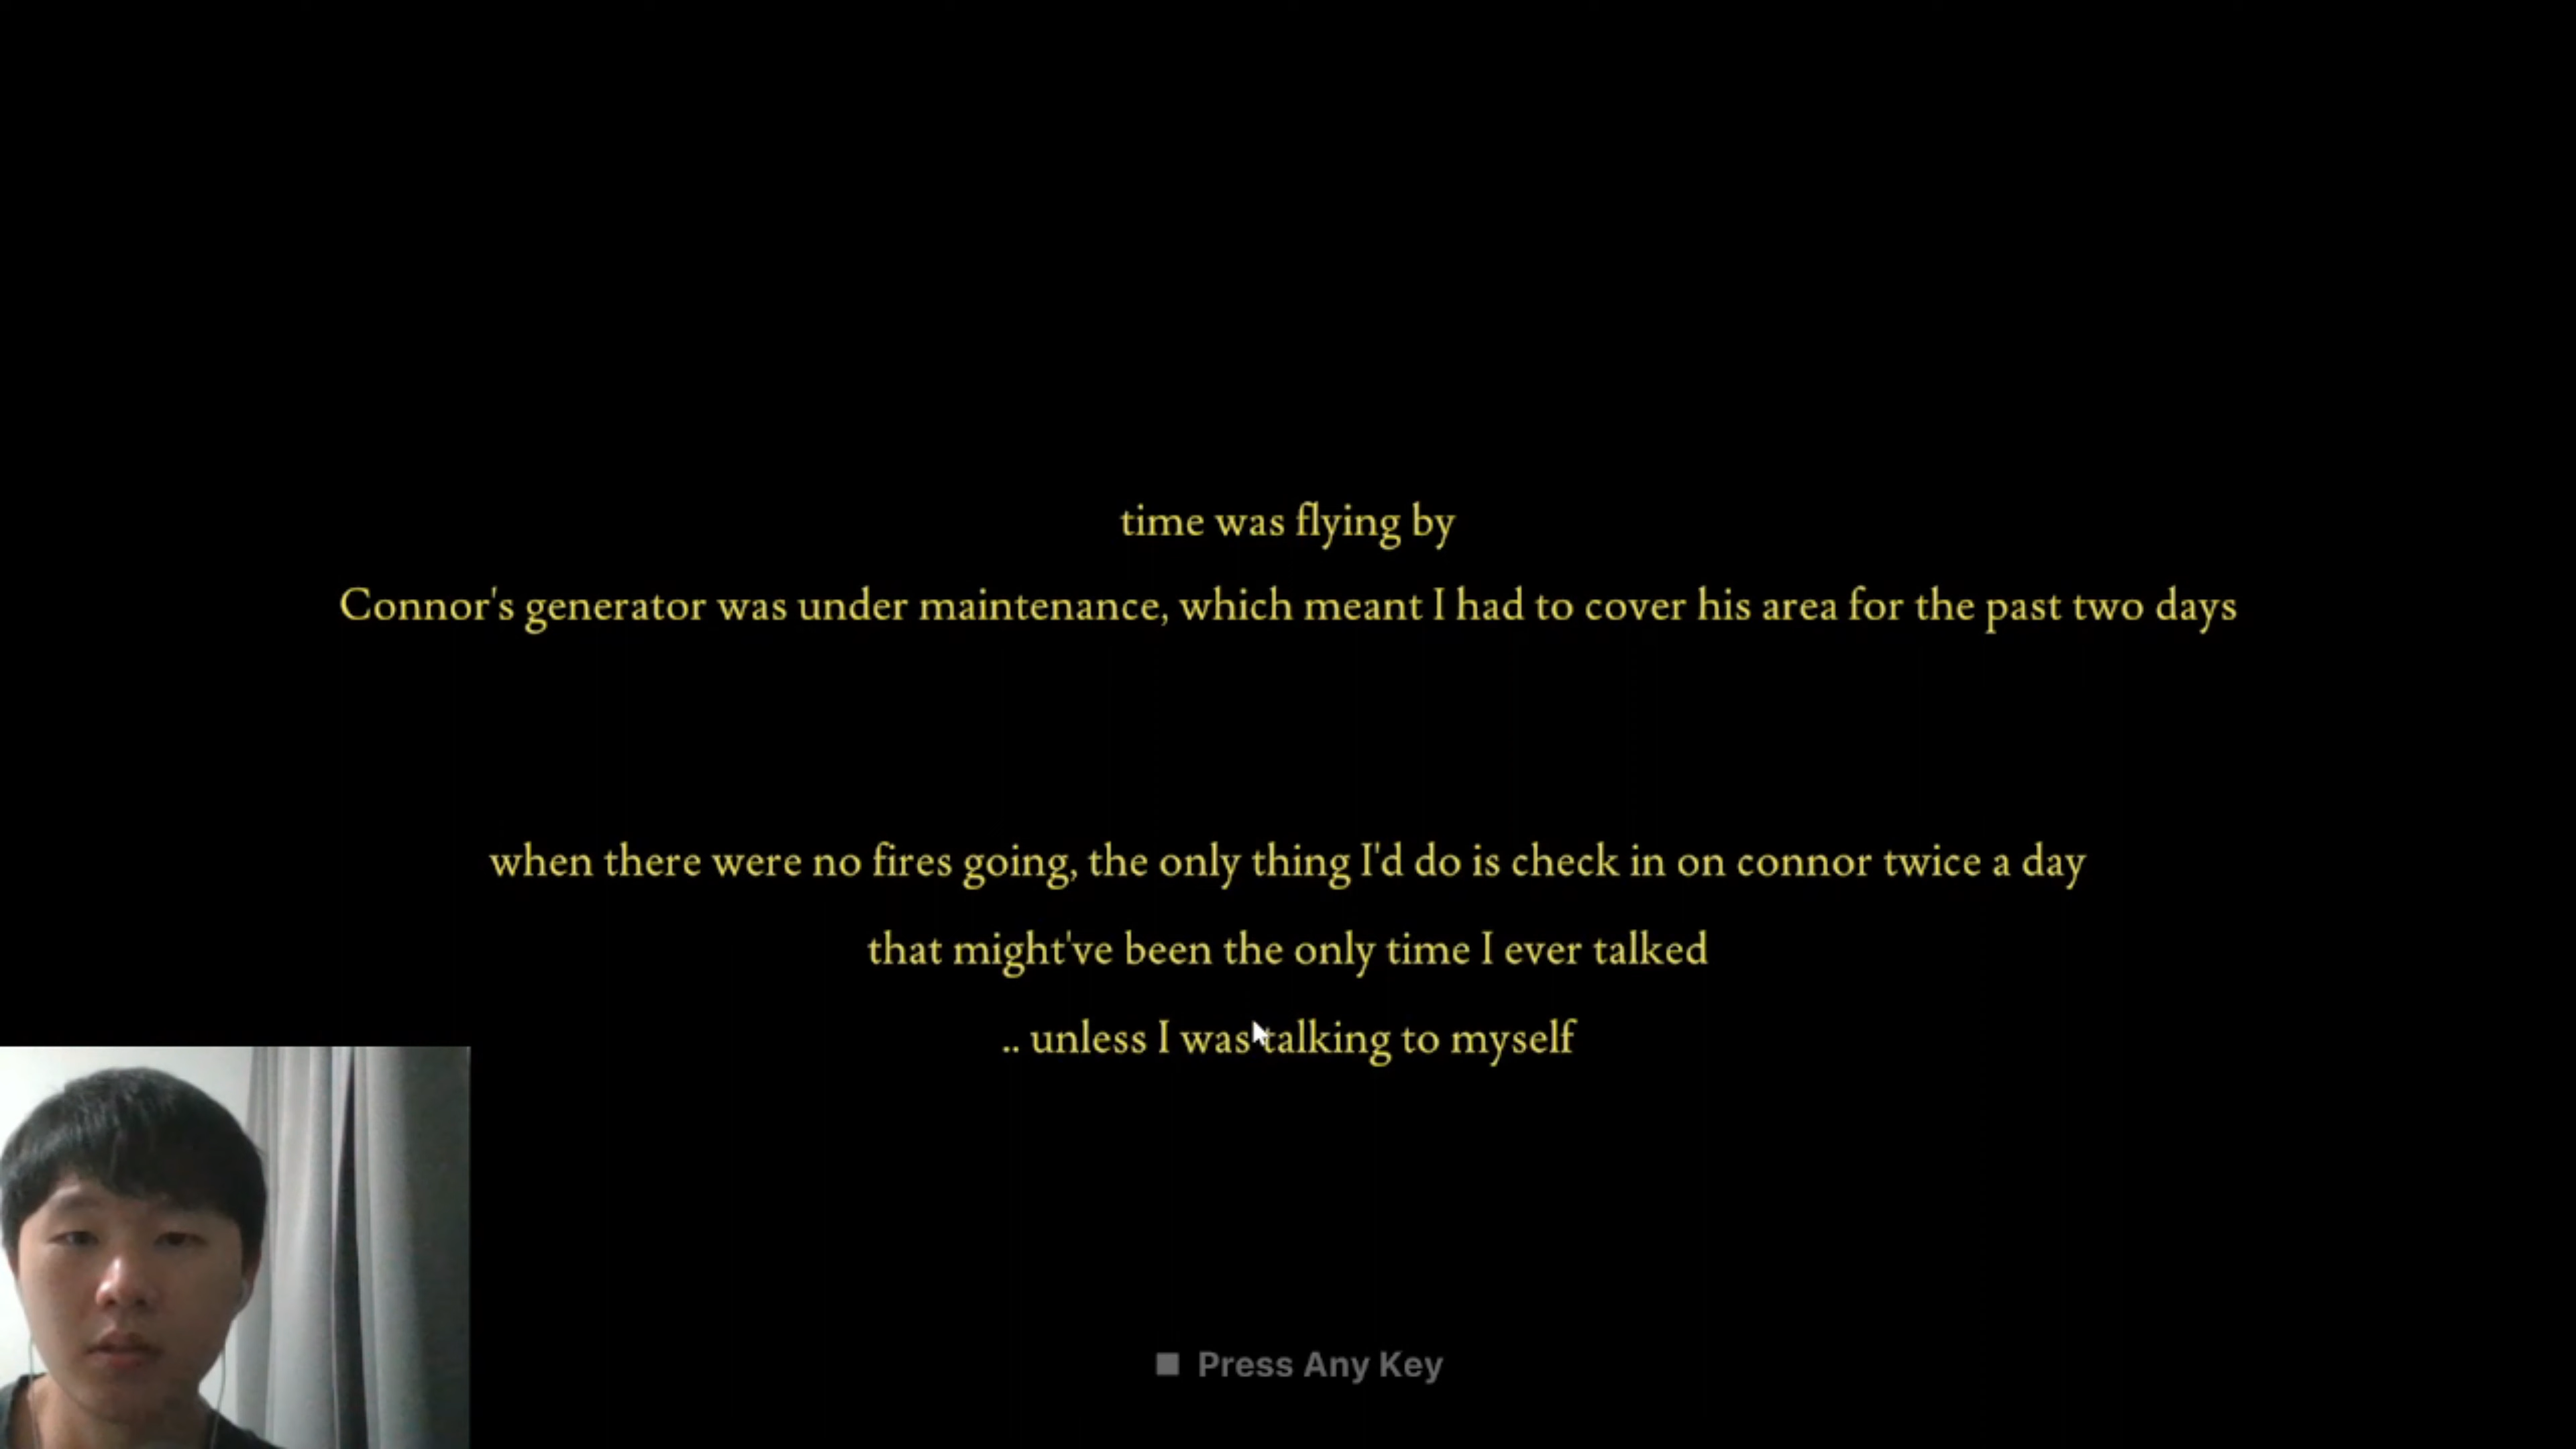 time was flying by
Connor's generator was under maintenance, which meant I had to cover his area for the past two days
when there were no fires going, the only thing I'd do is check in on connor twice a day
that might've been the only time I ever talked
.. unless I was talking to myself
Press Any Key